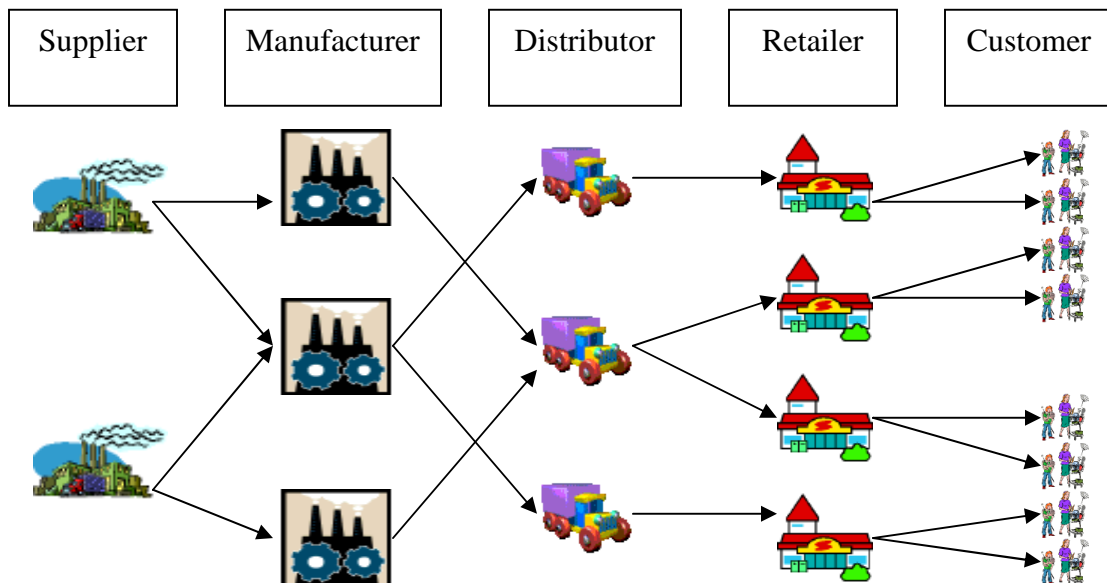 Supplier
Manufacturer
Distributor
Retailer
Customer